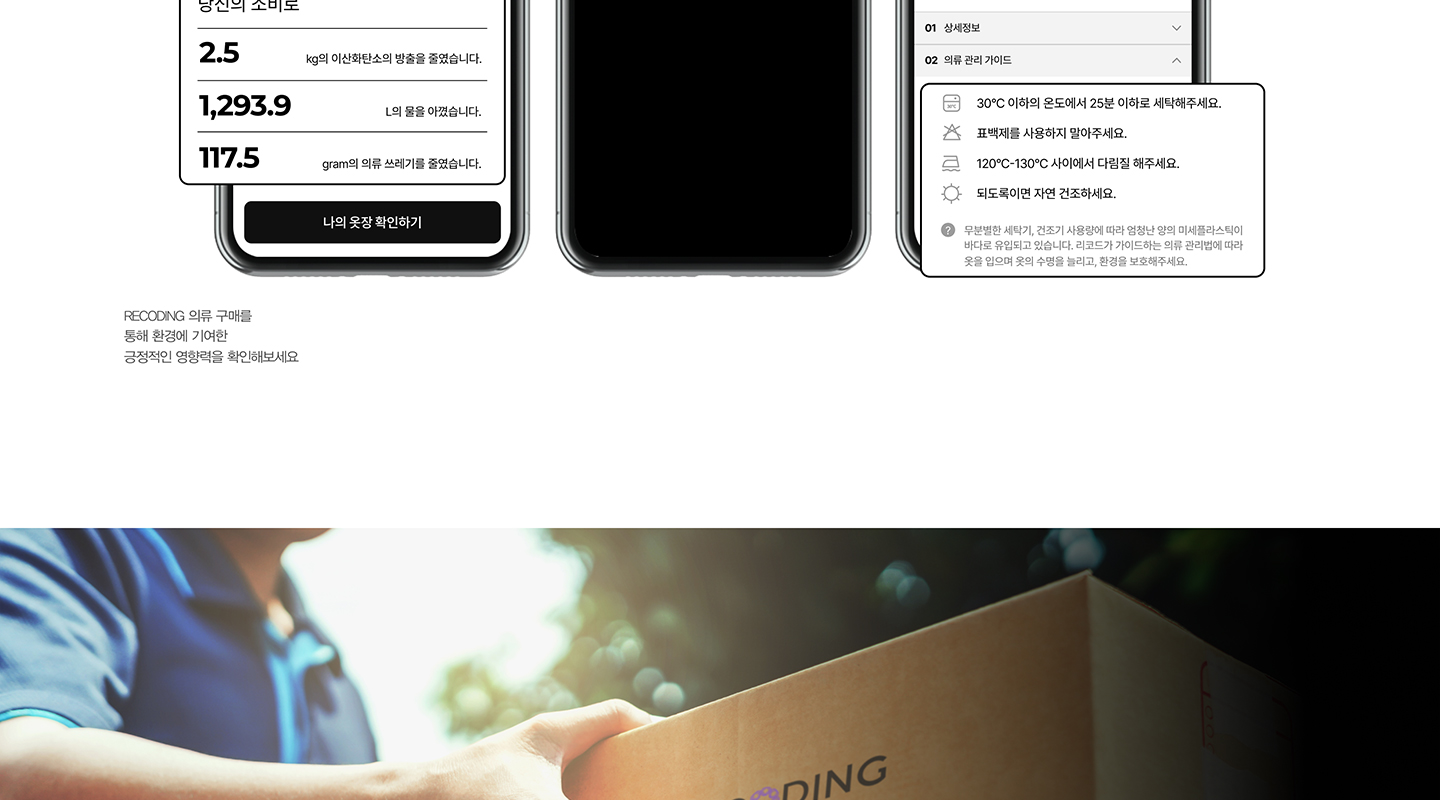 당신의 소비로
2.5 kg의 이산화탄소의 방출을 줄였습니다.
1,293.9 L의 물을 아꼈습니다.
117.5 gram의 의류 쓰레기를 줄였습니다.
나의 옷장 확인하기
01 상세정보
02 의류 관리 가이드
30℃
30°C 이하의 온도에서 25분 이하로 세탁해주세요.
표백제를 사용하지 말아주세요.
120°C-130°C 사이에서 다림질 해주세요.
되도록이면 자연 건조하세요.
? 무분별한 세탁기, 건조기 사용량에 따라 엄청난 양의 미세플라스틱이
바다로 유입되고 있습니다. 리코드가 가이드하는 의류 관리법에 따라
옷을 입으며 옷의 수명을 늘리고, 환경을 보호해주세요.
RECODING 의류 구매를
통해 환경에 기여한
긍정적인 영향력을 확인해보세요